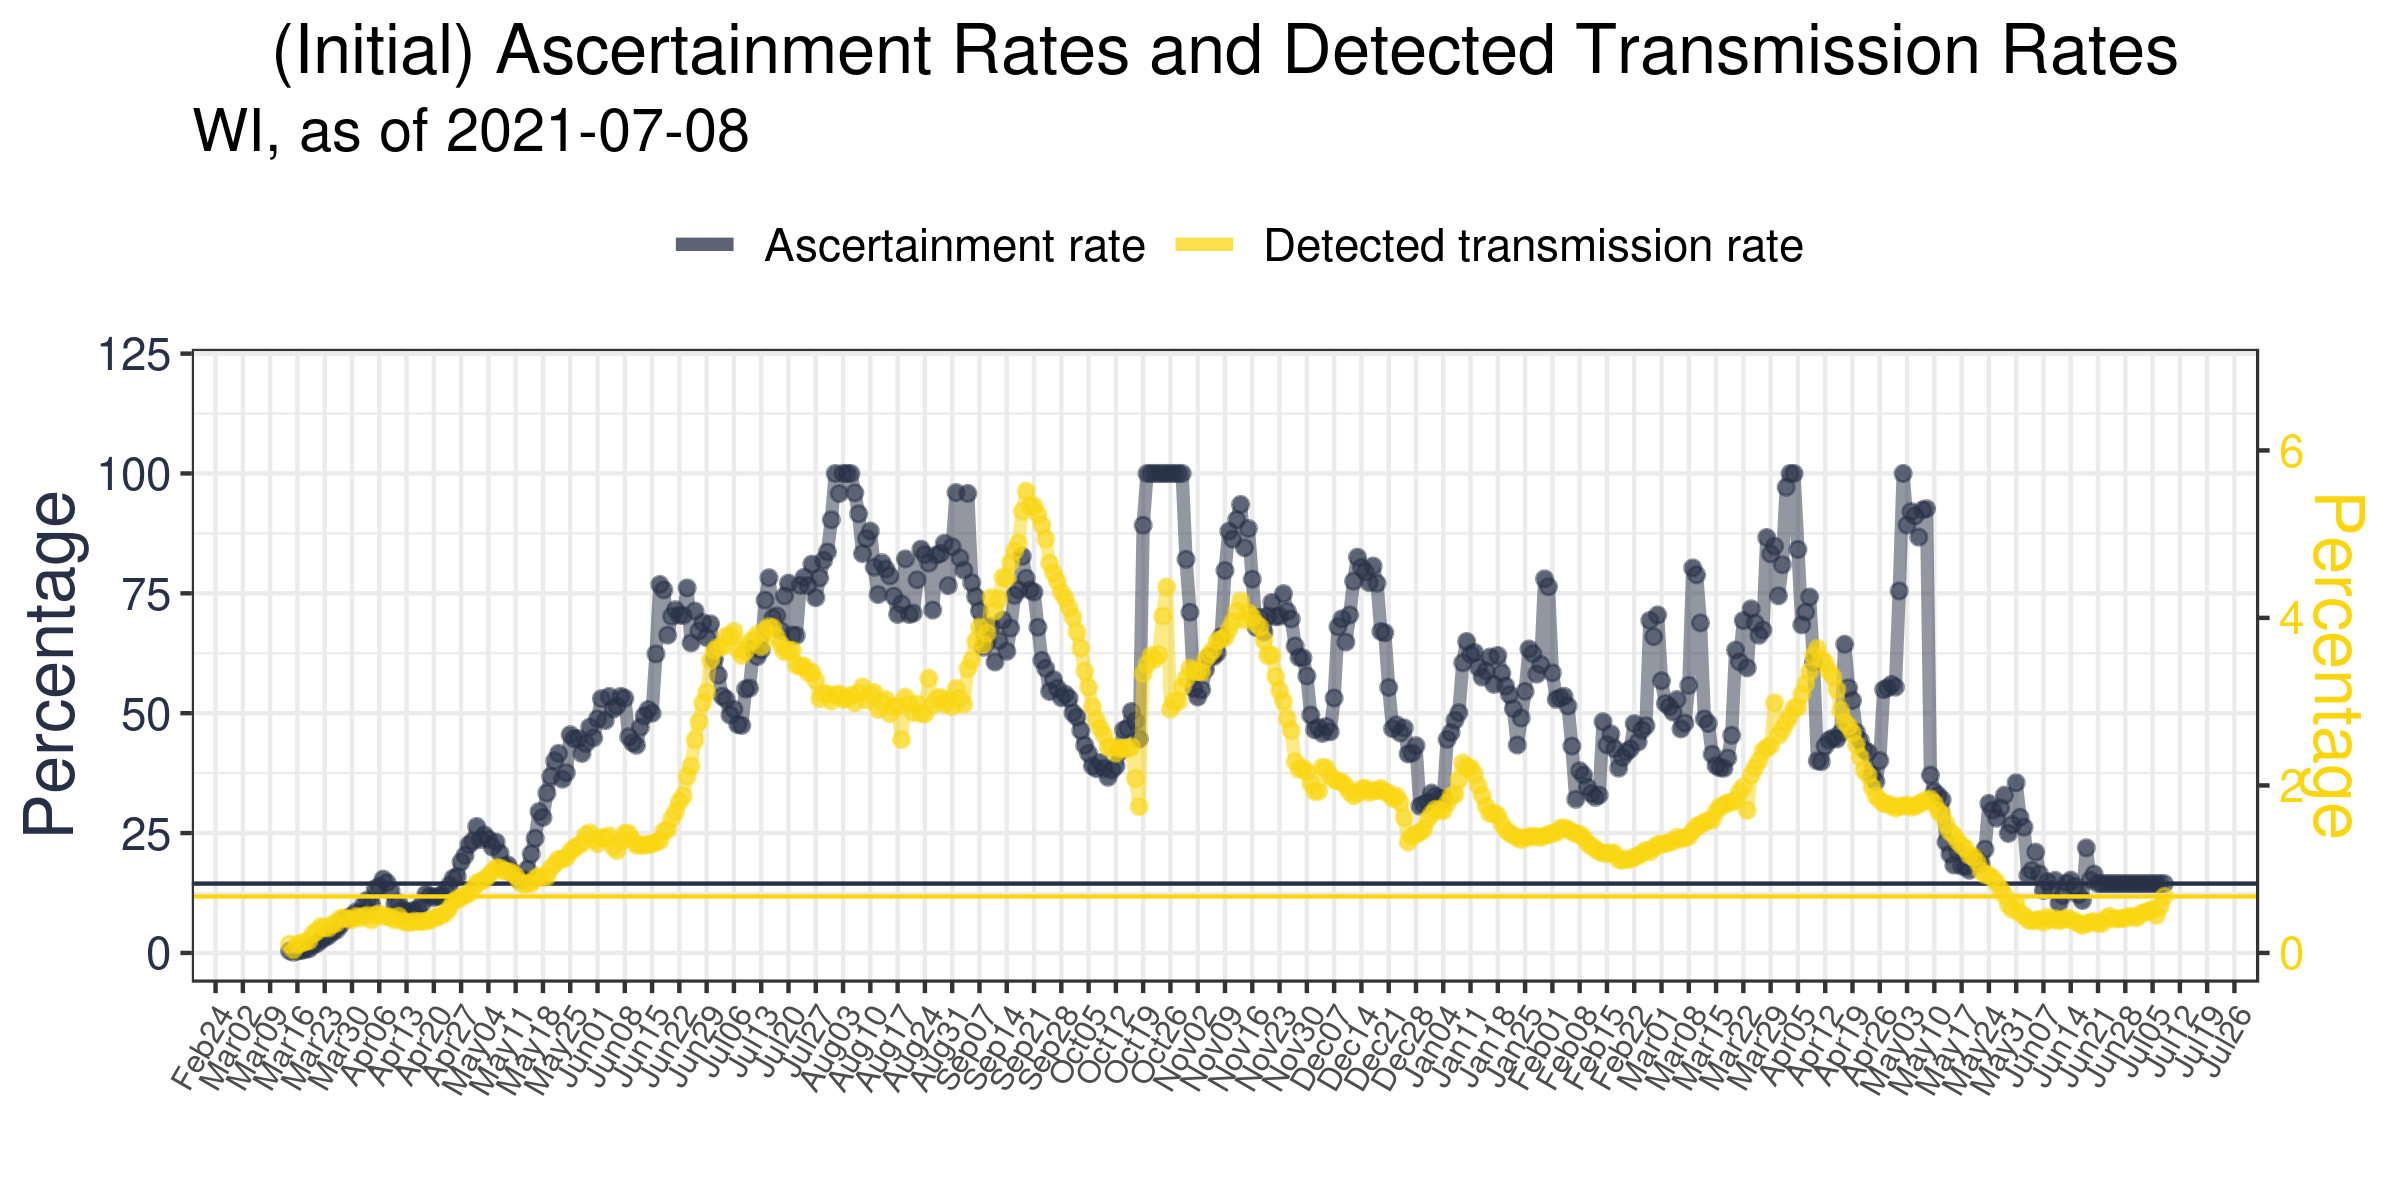 (Initial) Ascertainment Rates and Detected Transmission Rates
WI, as of 2021-07-08
Ascertainment rate
Detected transmission rate
Percentage
125
100
75
50
25
0
6
4
2
0
Percentage
Feb24
Mar02
Mar09
Mar16
Mar23
Mar30
Apr06
Apr13
Apr20
Apr27
May04
May11
May18
May25
Jun01
Jun08
Jun15
Jun22
Jun29
Jul06
Jul13
Jul20
Jul27
Aug03
Aug10
Aug17
Aug24
Aug31
Sep07
Sep14
Sep21
Sep28
Oct05
Oct12
Oct19
Oct26
Nov02
Nov09
Nov16
Nov23
Nov30
Dec07
Dec14
Dec21
Dec28
Jan04
Jan11
Jan18
Jan25
Feb01
Feb08
Feb15
Feb22
Mar01
Mar08
Mar15
Mar22
Mar29
Apr05
Apr12
Apr19
Apr26
May03
May10
May17
May24
May31
Jun07
Jun14
Jun21
Jun28
Jul05
Jul12
Jul19
Jul26